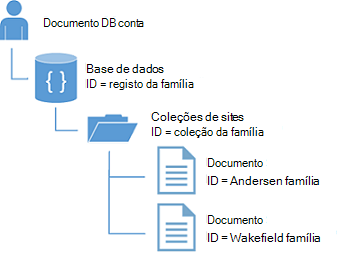 Documento DB conta
Base de dados
ID = registo da família
Coleções de sites
ID = coleção da família
Documento
ID = Andersen família
Documento
ID = Wakefield família